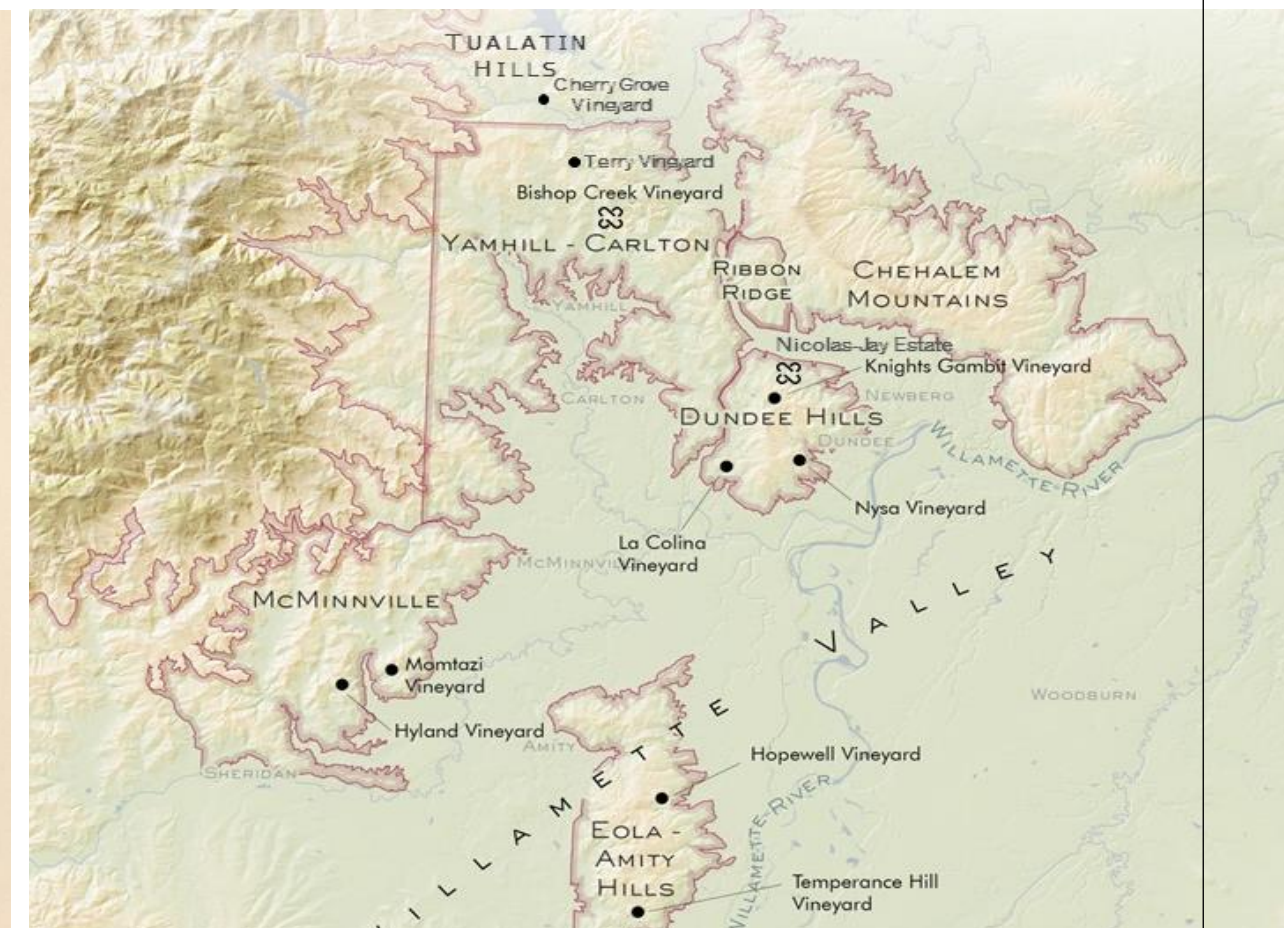 TUALATIN
HILLS
Cherry Grove
Vineyard
Terry Vineyard
Bishop Creek Vineyard
YAMHILL - CARLTON
RIBBON
RIDGE
CHEHALEM
MOUNTAINS
YAMHILL
Nicolas-Jay Estate
Knights Gambit Vineyard
CARLTON
NEWBERG
DUNDEE HILLS
DUNDEE
WILLAMETTE RIVER
Nysa Vineyard
La Colina
Vineyard
MCMINNVILLE
MCMINNVILLE
Momtazi
Vineyard
Hyland Vineyard
AMITY
SHERIDAN
WOODBURN
ILLAMETTE VALLEY
Hopewell Vineyard
WILLAMETTE RIVER
EOLA -
AMITY
HILLS
Temperance Hill
Vineyard